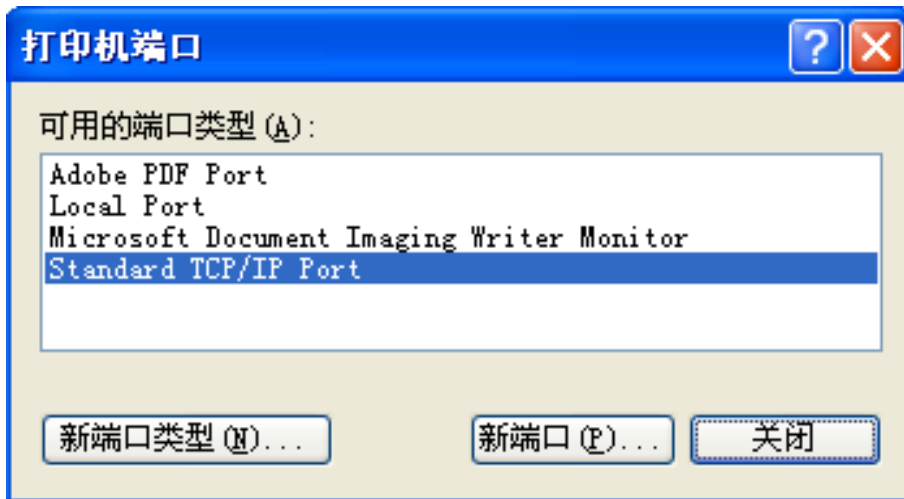 打印机端口
可用的端口类型(A):
Adobe PDF Port
Local Port
Microsoft Document Imaging Writer Monitor
Standard TCP/IP Port
新端口类型(N)... 新端口(P)... 关闭